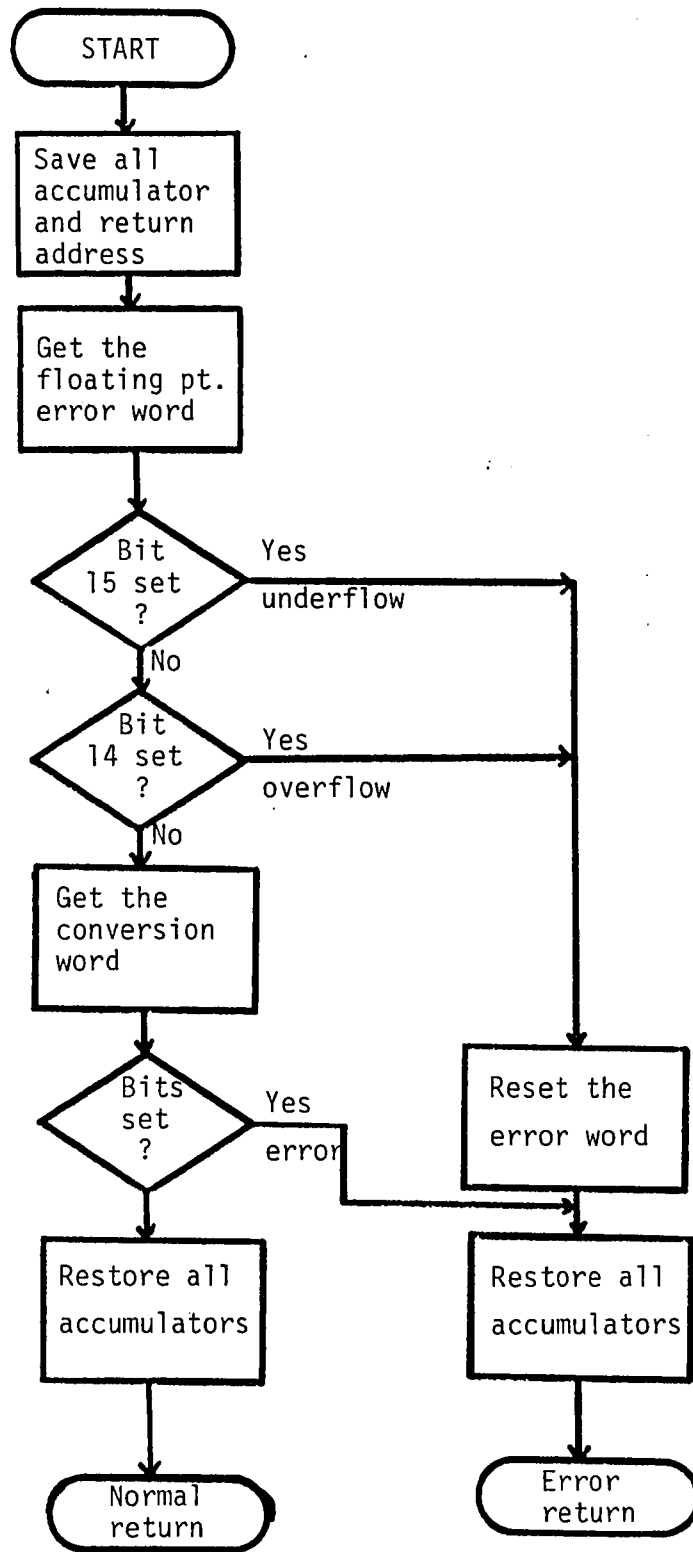 START
Save all
accumulator
and return
address
Get the
floating pt.
error word
Bit
15 set
?
Yes
underflow
No
Bit
14 set
?
Yes
overflow
No
Get the
conversion
word
Bits
set
?
Yes
error
Reset the
error word
Restore all
accumulators
Restore all
accumulators
Normal
return
Error
return